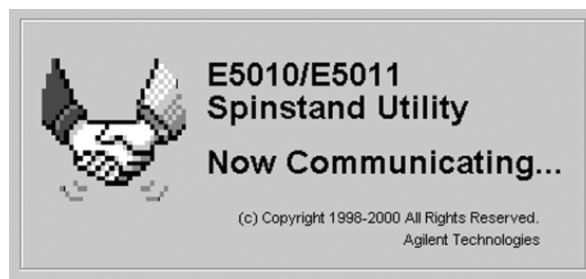 E5010/E5011
Spinstand Utility
Now Communicating...
(c) Copyright 1998-2000 All Rights Reserved.
Agilent Technologies